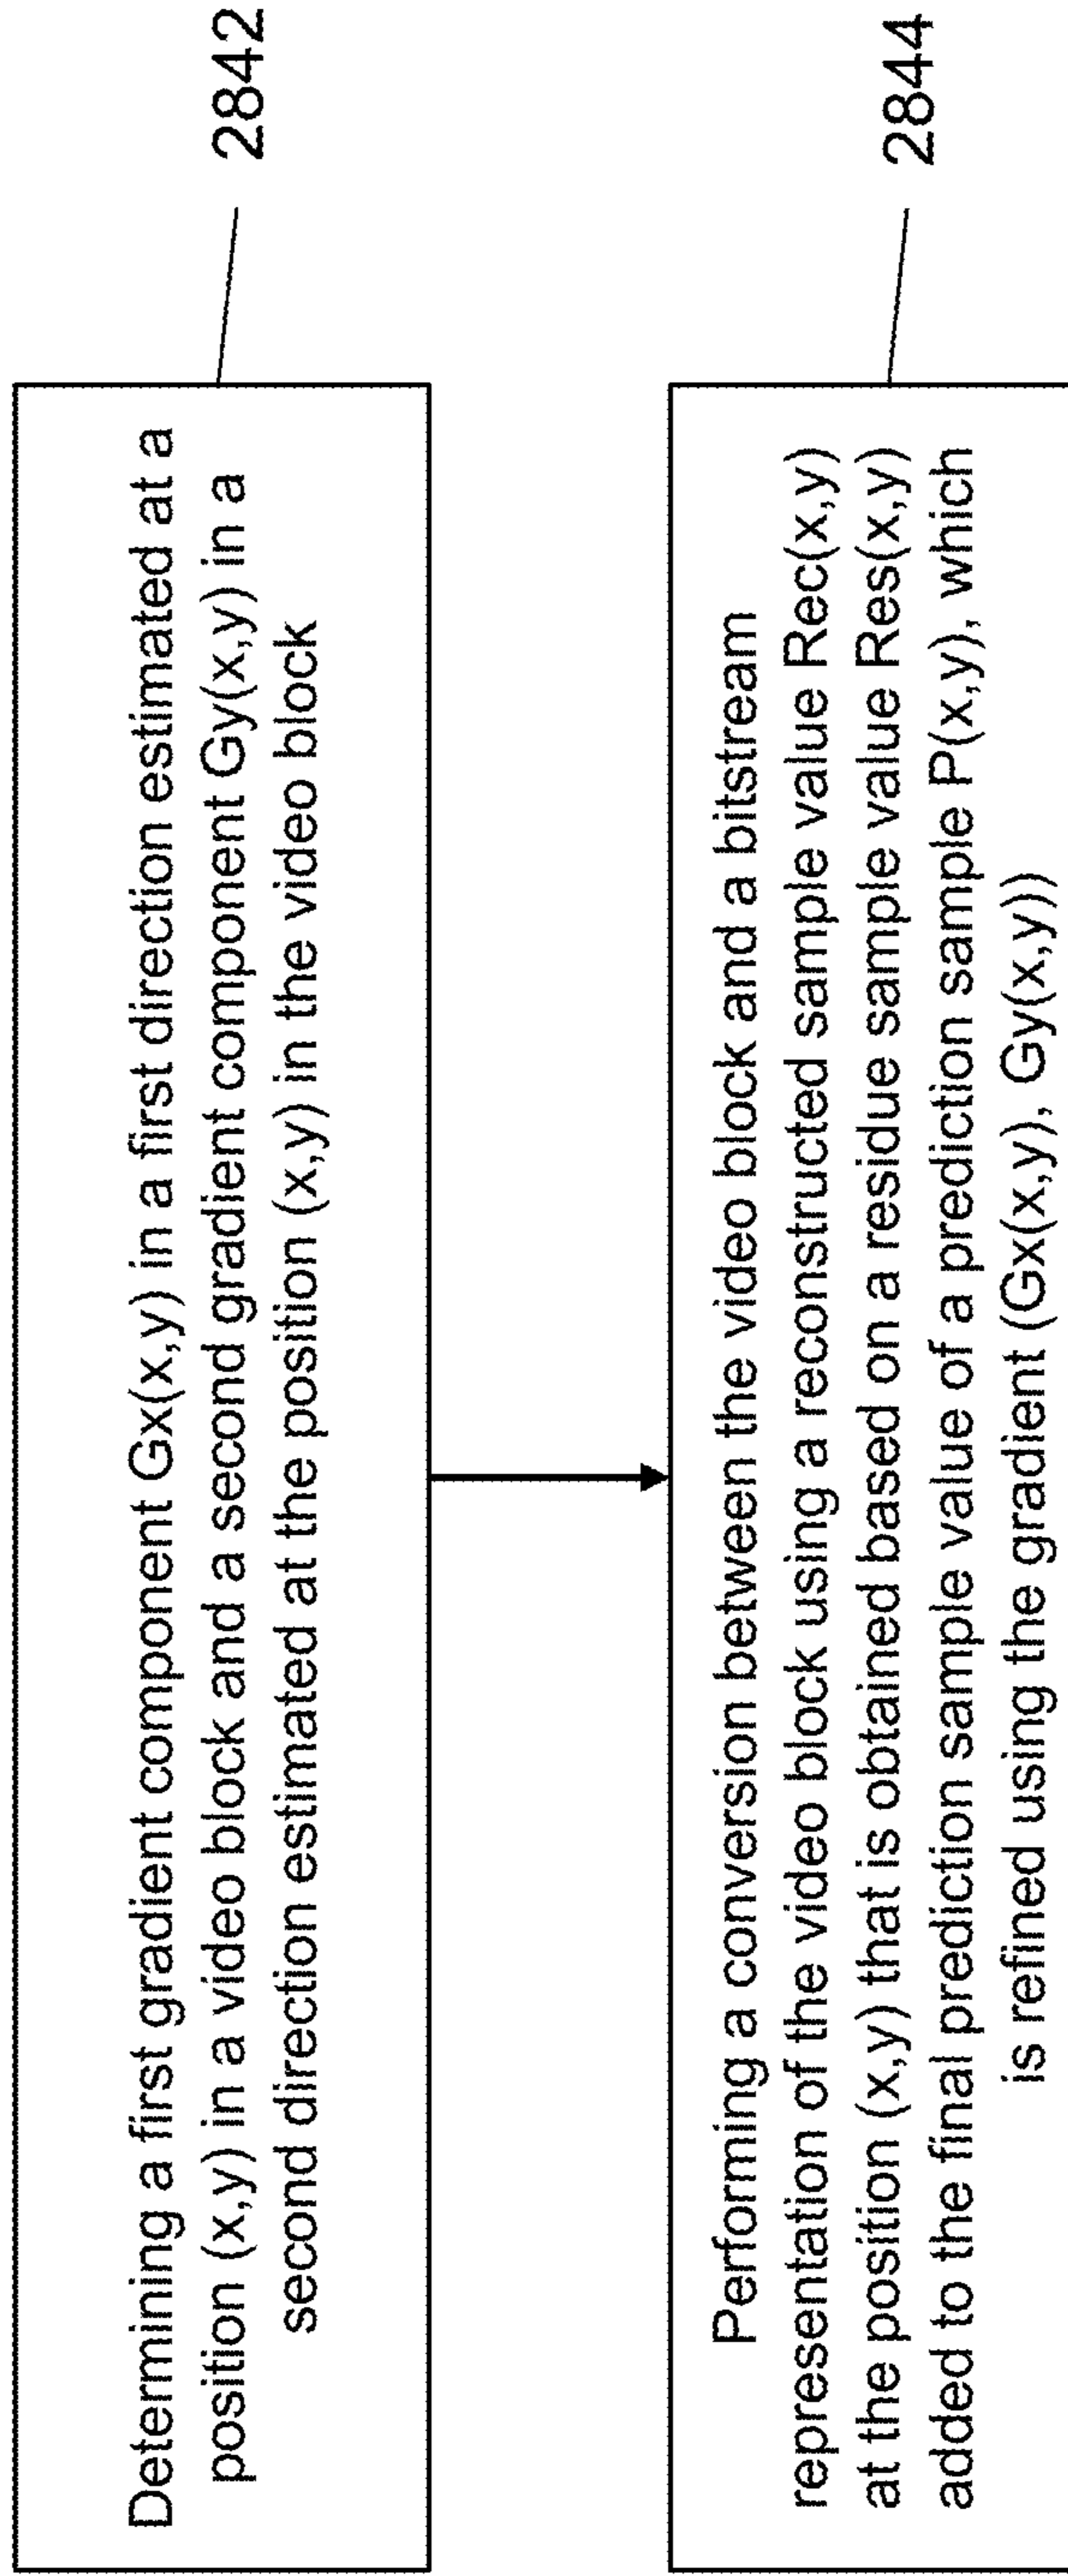 Determining a first gradient component Gx(x,y) in a first direction estimated at a
position (x,y) in a video block and a second gradient component Gy(x,y) in a
second direction estimated at the position (x,y) in the video block
2842
Performing a conversion between the video block and a bitstream
representation of the video block using a reconstructed sample value Rec(x,y)
at the position (x,y) that is obtained based on a residue sample value Res(x,y)
added to the final prediction sample value of a prediction sample P(x,y), which
is refined using the gradient (Gx(x,y), Gy(x,y))
2844